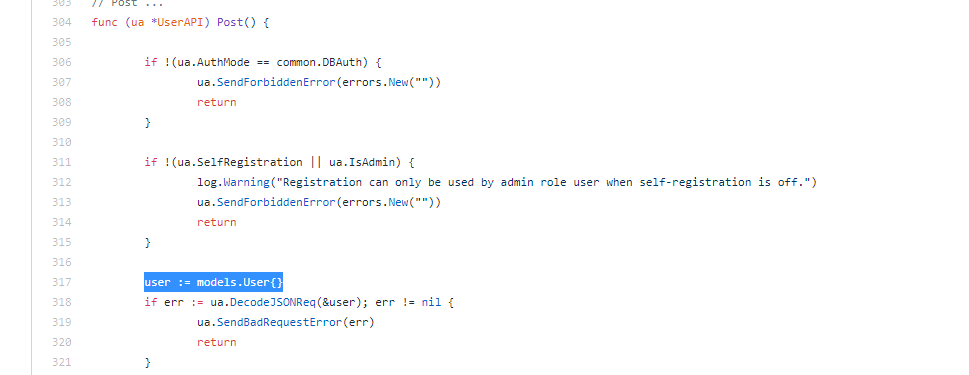 303 // Post ...
304 func (ua *UserAPI) Post() {
305
306 if !(ua.AuthMode == common.DBAuth) {
307 ua.SendForbiddenError(errors.New(""))
308 return
309 }
310
311 if !(ua.SelfRegistration || ua.IsAdmin) {
312 log.Warning("Registration can only be used by admin role user when self-registration is off.")
313 ua.SendForbiddenError(errors.New(""))
314 return
315 }
316
317 user := models.User{}
318 if err := ua.DecodeJSONReq(&user); err != nil {
319 ua.SendBadRequestError(err)
320 return
321 }